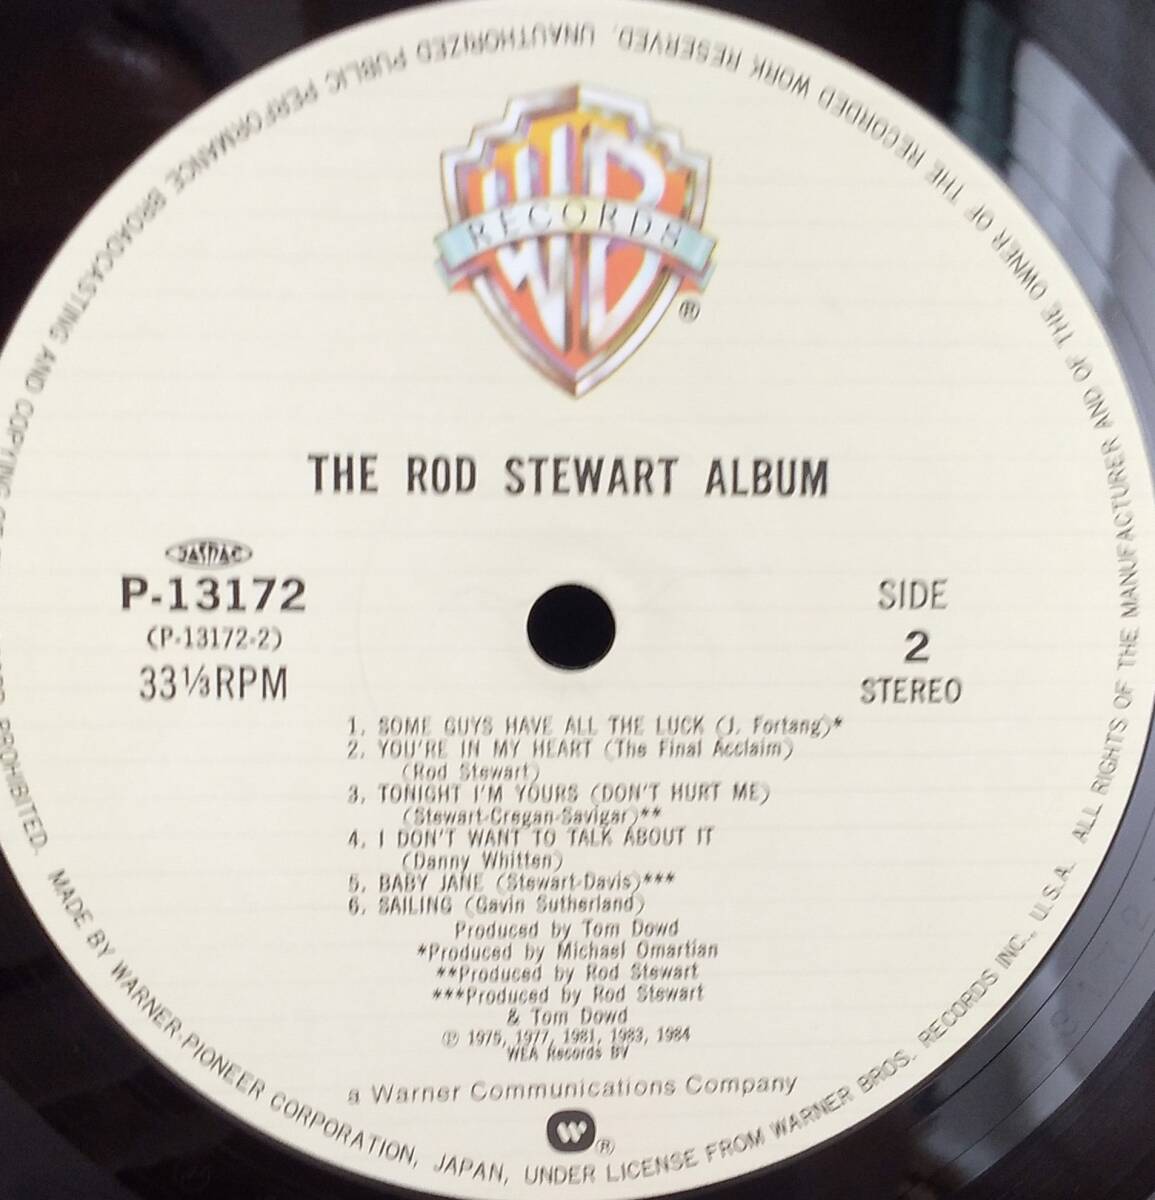 WB
RECORDS
®
THE ROD STEWART ALBUM
JASRAC
P-13172
(P-13172-2)
33⅓RPM
SIDE
2
STEREO
1. SOME GUYS HAVE ALL THE LUCK (J. Fortang)*
2. YOU'RE IN MY HEART (The Final Acclaim)
(Rod Stewart)
3. TONIGHT I'M YOURS (DON'T HURT ME)
(Stewart-Cregan-Savigar)**
4. I DON'T WANT TO TALK ABOUT IT
(Danny Whitten)
5. BABY JANE (Stewart-Davis)***
6. SAILING (Gavin Sutherland)
Produced by Tom Dowd
*Produced by Michael Omartian
**Produced by Rod Stewart
***Produced by Rod Stewart
& Tom Dowd
℗ 1975, 1977, 1981, 1983, 1984
WEA Records BV
a Warner Communications Company
®
MADE BY WARNER-PIONEER CORPORATION, JAPAN, UNDER LICENSE FROM WARNER BROS. RECORDS INC., U.S.A. ALL RIGHTS OF THE MANUFACTURER AND OF THE OWNER OF THE RECORDED WORK RESERVED. UNAUTHORIZED PUBLIC PERFORMANCE BROADCASTING AND COPYING PROHIBITED.